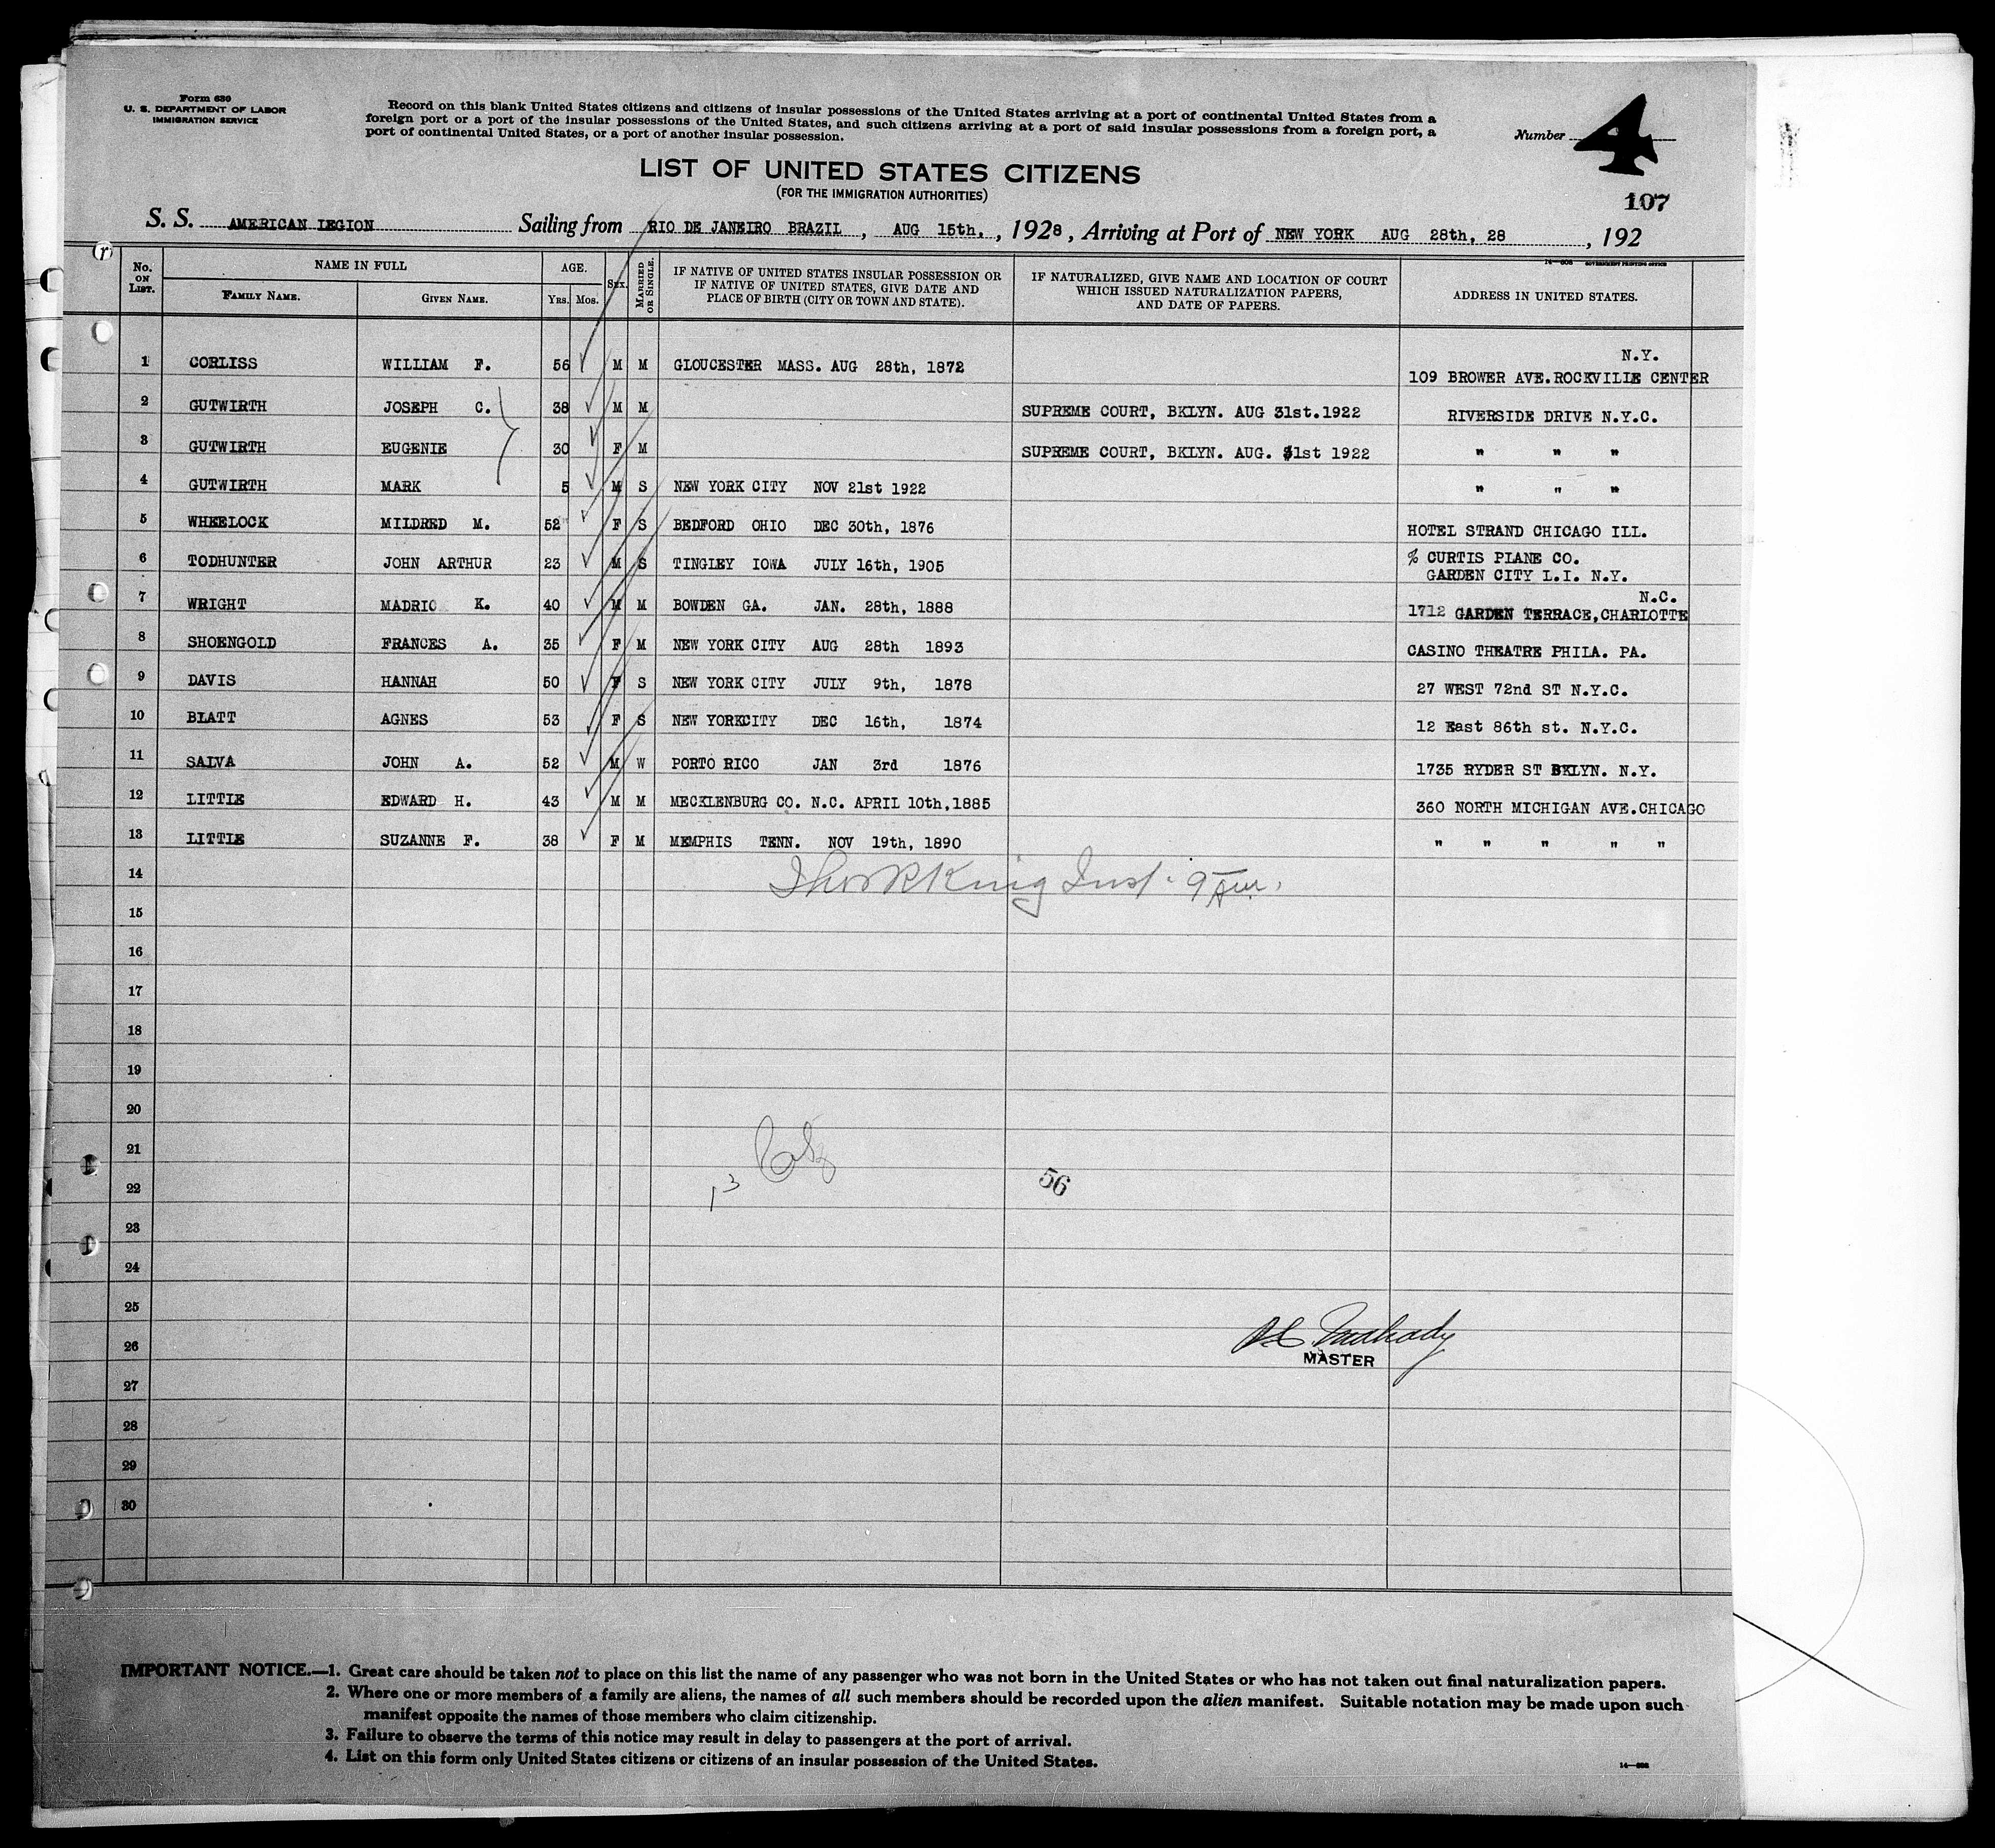 Form 630
U. S. DEPARTMENT OF LABOR
IMMIGRATION SERVICE
Record on this blank United States citizens and citizens of insular possessions of the United States arriving at a port of continental United States from a
foreign port or a port of the insular possessions of the United States, and such citizens arriving at a port of said insular possessions from a foreign port, a
port of continental United States, or a port of another insular possession.
Number 4
107
LIST OF UNITED STATES CITIZENS
(FOR THE IMMIGRATION AUTHORITIES)
S. S. AMERICAN LEGION Sailing from RIO DE JANEIRO BRAZIL , AUG 15th, , 1928 , Arriving at Port of NEW YORK AUG 28th, 28 , 192
14—808 GOVERNMENT PRINTING OFFICE
No. ON LIST. NAME IN FULL FAMILY NAME. GIVEN NAME. AGE. Yrs. Mos. Sex. MARRIED OR SINGLE. IF NATIVE OF UNITED STATES INSULAR POSSESSION OR IF NATIVE OF UNITED STATES, GIVE DATE AND PLACE OF BIRTH (CITY OR TOWN AND STATE). IF NATURALIZED, GIVE NAME AND LOCATION OF COURT WHICH ISSUED NATURALIZATION PAPERS, AND DATE OF PAPERS. ADDRESS IN UNITED STATES.
1 CORLISS WILLIAM F. 56 M M GLOUCESTER MASS. AUG 28th, 1872 109 BROWER AVE.ROCKVILLE CENTER N.Y.
2 GUTWIRTH JOSEPH C. 38 M M SUPREME COURT, BKLYN. AUG 31st.1922 RIVERSIDE DRIVE N.Y.C.
3 GUTWIRTH EUGENIE 30 F M SUPREME COURT, BKLYN. AUG. 31st 1922 " " "
4 GUTWIRTH MARK 5 M S NEW YORK CITY NOV 21st 1922 " " "
5 WHEELOCK MILDRED M. 52 F S BEDFORD OHIO DEC 30th, 1876 HOTEL STRAND CHICAGO ILL.
6 TODHUNTER JOHN ARTHUR 23 M S TINGLEY IOWA JULY 16th, 1905 % CURTIS PLANE CO. GARDEN CITY L.I. N.Y.
7 WRIGHT MADRIC K. 40 M M BOWDEN GA. JAN. 28th, 1888 1712 GARDEN TERRACE,CHARLOTTE N.C.
8 SHOENGOLD FRANCES A. 35 F M NEW YORK CITY AUG 28th 1893 CASINO THEATRE PHILA. PA.
9 DAVIS HANNAH 50 F S NEW YORK CITY JULY 9th, 1878 27 WEST 72nd ST N.Y.C.
10 BLATT AGNES 53 F S NEW YORKCITY DEC 16th, 1874 12 East 86th st. N.Y.C.
11 SALVA JOHN A. 52 M W PORTO RICO JAN 3rd 1876 1735 RYDER ST BKLYN. N.Y.
12 LITTLE EDWARD H. 43 M M MECKLENBURG CO. N.C. APRIL 10th,1885 360 NORTH MICHIGAN AVE.CHICAGO
13 LITTLE SUZANNE F. 38 F M MEMPHIS TENN. NOV 19th, 1890 " " " " "
14
15
16
17
18
19
20
21
22
13
56
23
24
25
26
MASTER
27
28
29
30
IMPORTANT NOTICE.—1. Great care should be taken not to place on this list the name of any passenger who was not born in the United States or who has not taken out final naturalization papers.
2. Where one or more members of a family are aliens, the names of all such members should be recorded upon the alien manifest. Suitable notation may be made upon such
manifest opposite the names of those members who claim citizenship.
3. Failure to observe the terms of this notice may result in delay to passengers at the port of arrival.
4. List on this form only United States citizens or citizens of an insular possession of the United States.
14—808